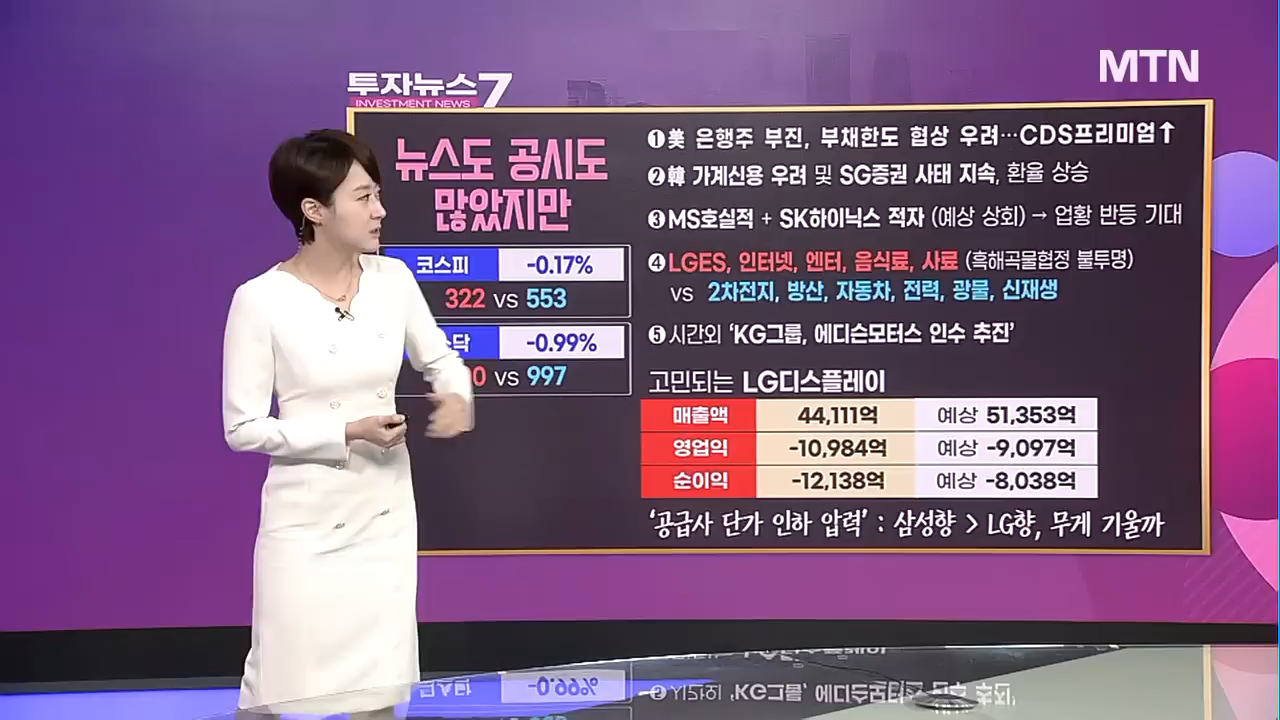 MTN
투자뉴스7
INVESTMENT NEWS
뉴스도 공시도
많았지만
코스피 -0.17%
322 VS 553
닥 -0.99%
0 VS 997
❶美 은행주 부진, 부채한도 협상 우려…CDS프리미엄↑
❷韓 가계신용 우려 및 SG증권 사태 지속, 환율 상승
❸MS호실적 + SK하이닉스 적자 (예상 상회) → 업황 반등 기대
❹LGES, 인터넷, 엔터, 음식료, 사료 (흑해곡물협정 불투명)
VS 2차전지, 방산, 자동차, 전력, 광물, 신재생
❺시간외 'KG그룹, 에디슨모터스 인수 추진'
고민되는 LG디스플레이
매출액 44,111억 예상 51,353억
영업익 -10,984억 예상 -9,097억
순이익 -12,138억 예상 -8,038억
'공급사 단가 인하 압력' : 삼성향 > LG향, 무게 기울까